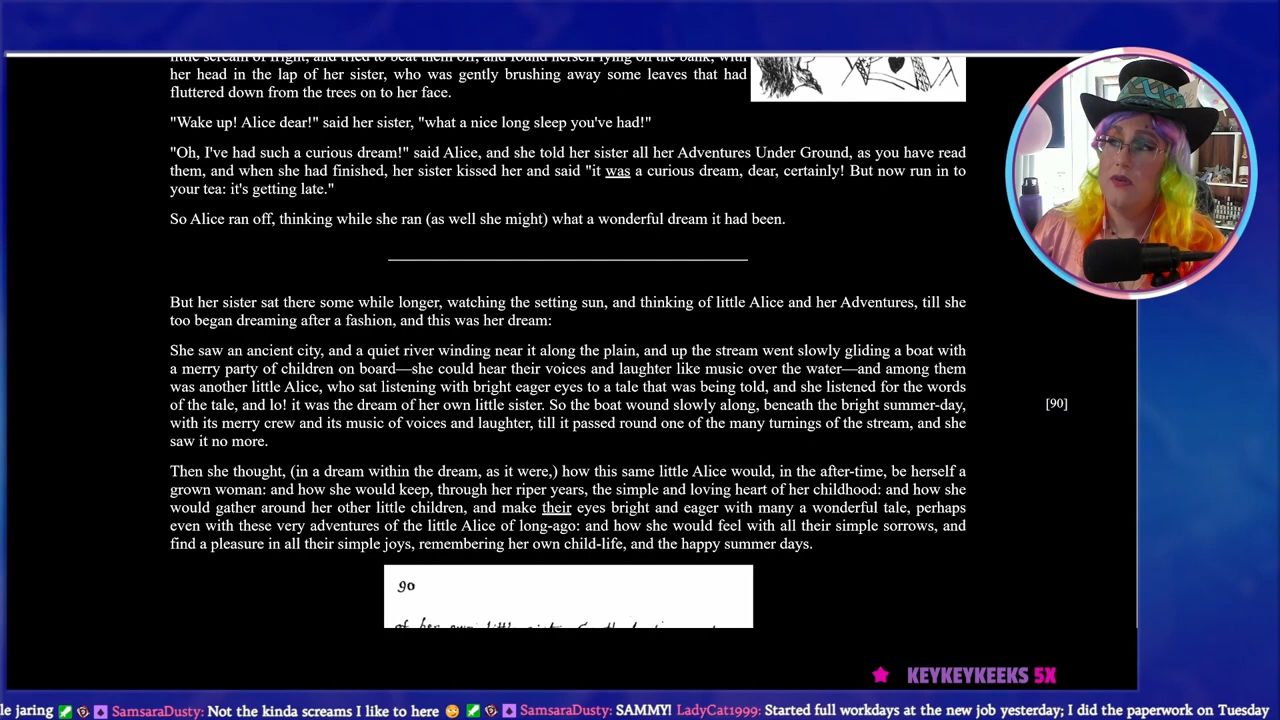 her head in the lap of her sister, who was gently brushing away some leaves that had
fluttered down from the trees on to her face.
"Wake up! Alice dear!" said her sister, "what a nice long sleep you've had!"
"Oh, I've had such a curious dream!" said Alice, and she told her sister all her Adventures Under Ground, as you have read
them, and when she had finished, her sister kissed her and said "it was a curious dream, dear, certainly! But now run in to
your tea: it's getting late."
So Alice ran off, thinking while she ran (as well she might) what a wonderful dream it had been.
But her sister sat there some while longer, watching the setting sun, and thinking of little Alice and her Adventures, till she
too began dreaming after a fashion, and this was her dream:
She saw an ancient city, and a quiet river winding near it along the plain, and up the stream went slowly gliding a boat with
a merry party of children on board—she could hear their voices and laughter like music over the water—and among them
was another little Alice, who sat listening with bright eager eyes to a tale that was being told, and she listened for the words
of the tale, and lo! it was the dream of her own little sister. So the boat wound slowly along, beneath the bright summer-day,
[90]
with its merry crew and its music of voices and laughter, till it passed round one of the many turnings of the stream, and she
saw it no more.
Then she thought, (in a dream within the dream, as it were,) how this same little Alice would, in the after-time, be herself a
grown woman: and how she would keep, through her riper years, the simple and loving heart of her childhood: and how she
would gather around her other little children, and make their eyes bright and eager with many a wonderful tale, perhaps
even with these very adventures of the little Alice of long-ago: and how she would feel with all their simple sorrows, and
find a pleasure in all their simple joys, remembering her own child-life, and the happy summer days.
90
KEYKEYKEEKS 5X
le jaring SamsaraDusty: Not the kinda screams I like to here SamsaraDusty: SAMMY! LadyCat1999: Started full workdays at the new job yesterday; I did the paperwork on Tuesday